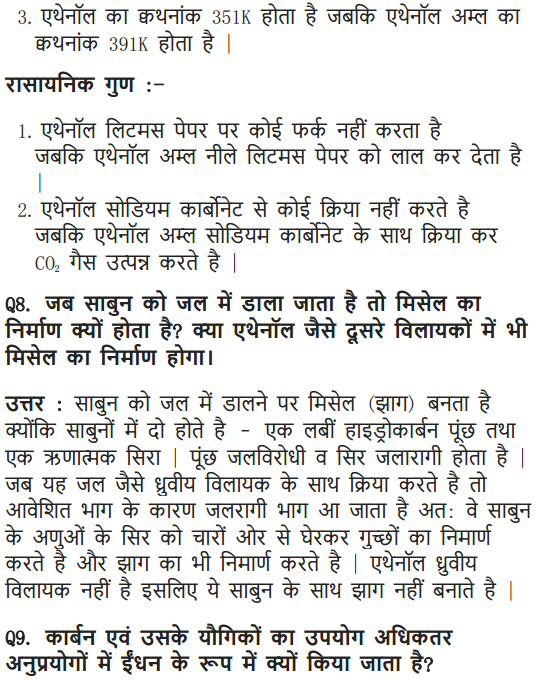 3. एथेनॉल का क्वथनांक 351K होता है जबकि एथेनॉल अम्ल का
क्वथनांक 391K होता है |
रासायनिक गुण :-
1. एथेनॉल लिटमस पेपर पर कोई फर्क नहीं करता है
जबकि एथेनॉल अम्ल नीले लिटमस पेपर को लाल कर देता है
|
2. एथेनॉल सोडियम कार्बोनेट से कोई क्रिया नहीं करते है
जबकि एथेनॉल अम्ल सोडियम कार्बोनेट के साथ क्रिया कर
CO₂ गैस उत्पन्न करते है |
Q8. जब साबुन को जल में डाला जाता है तो मिसेल का
निर्माण क्यों होता है? क्या एथेनॉल जैसे दूसरे विलायकों में भी
मिसेल का निर्माण होगा।
उत्तर : साबुन को जल में डालने पर मिसेल (झाग) बनता है
क्योंकि साबुनों में दो होते है - एक लबीं हाइड्रोकार्बन पूंछ तथा
एक ऋणात्मक सिरा | पूंछ जलविरोधी व सिर जलारागी होता है |
जब यह जल जैसे ध्रुवीय विलायक के साथ क्रिया करते है तो
आवेशित भाग के कारण जलरागी भाग आ जाता है अत: वे साबुन
के अणुओं के सिर को चारों ओर से घेरकर गुच्छों का निमार्ण
करते है और झाग का भी निमार्ण करते है | एथेनॉल ध्रुवीय
विलायक नहीं है इसलिए ये साबुन के साथ झाग नहीं बनाते है |
Q9. कार्बन एवं उसके यौगिकों का उपयोग अधिकतर
अनुप्रयोगों में ईंधन के रूप में क्यों किया जाता है?